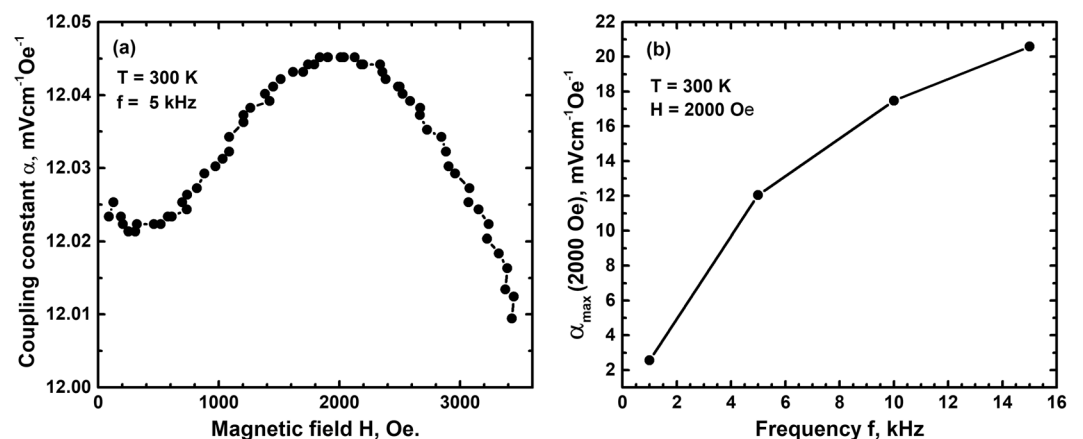 (a)
T = 300 K
f = 5 kHz
Coupling constant α, mVcm⁻¹Oe⁻¹
12.05
12.04
12.03
12.02
12.01
12.00
0 1000 2000 3000
Magnetic field H, Oe.
(b)
T = 300 K
H = 2000 Oe
α_max (2000 Oe), mVcm⁻¹Oe⁻¹
22
20
18
16
14
12
10
8
6
4
2
0 2 4 6 8 10 12 14 16
Frequency f, kHz